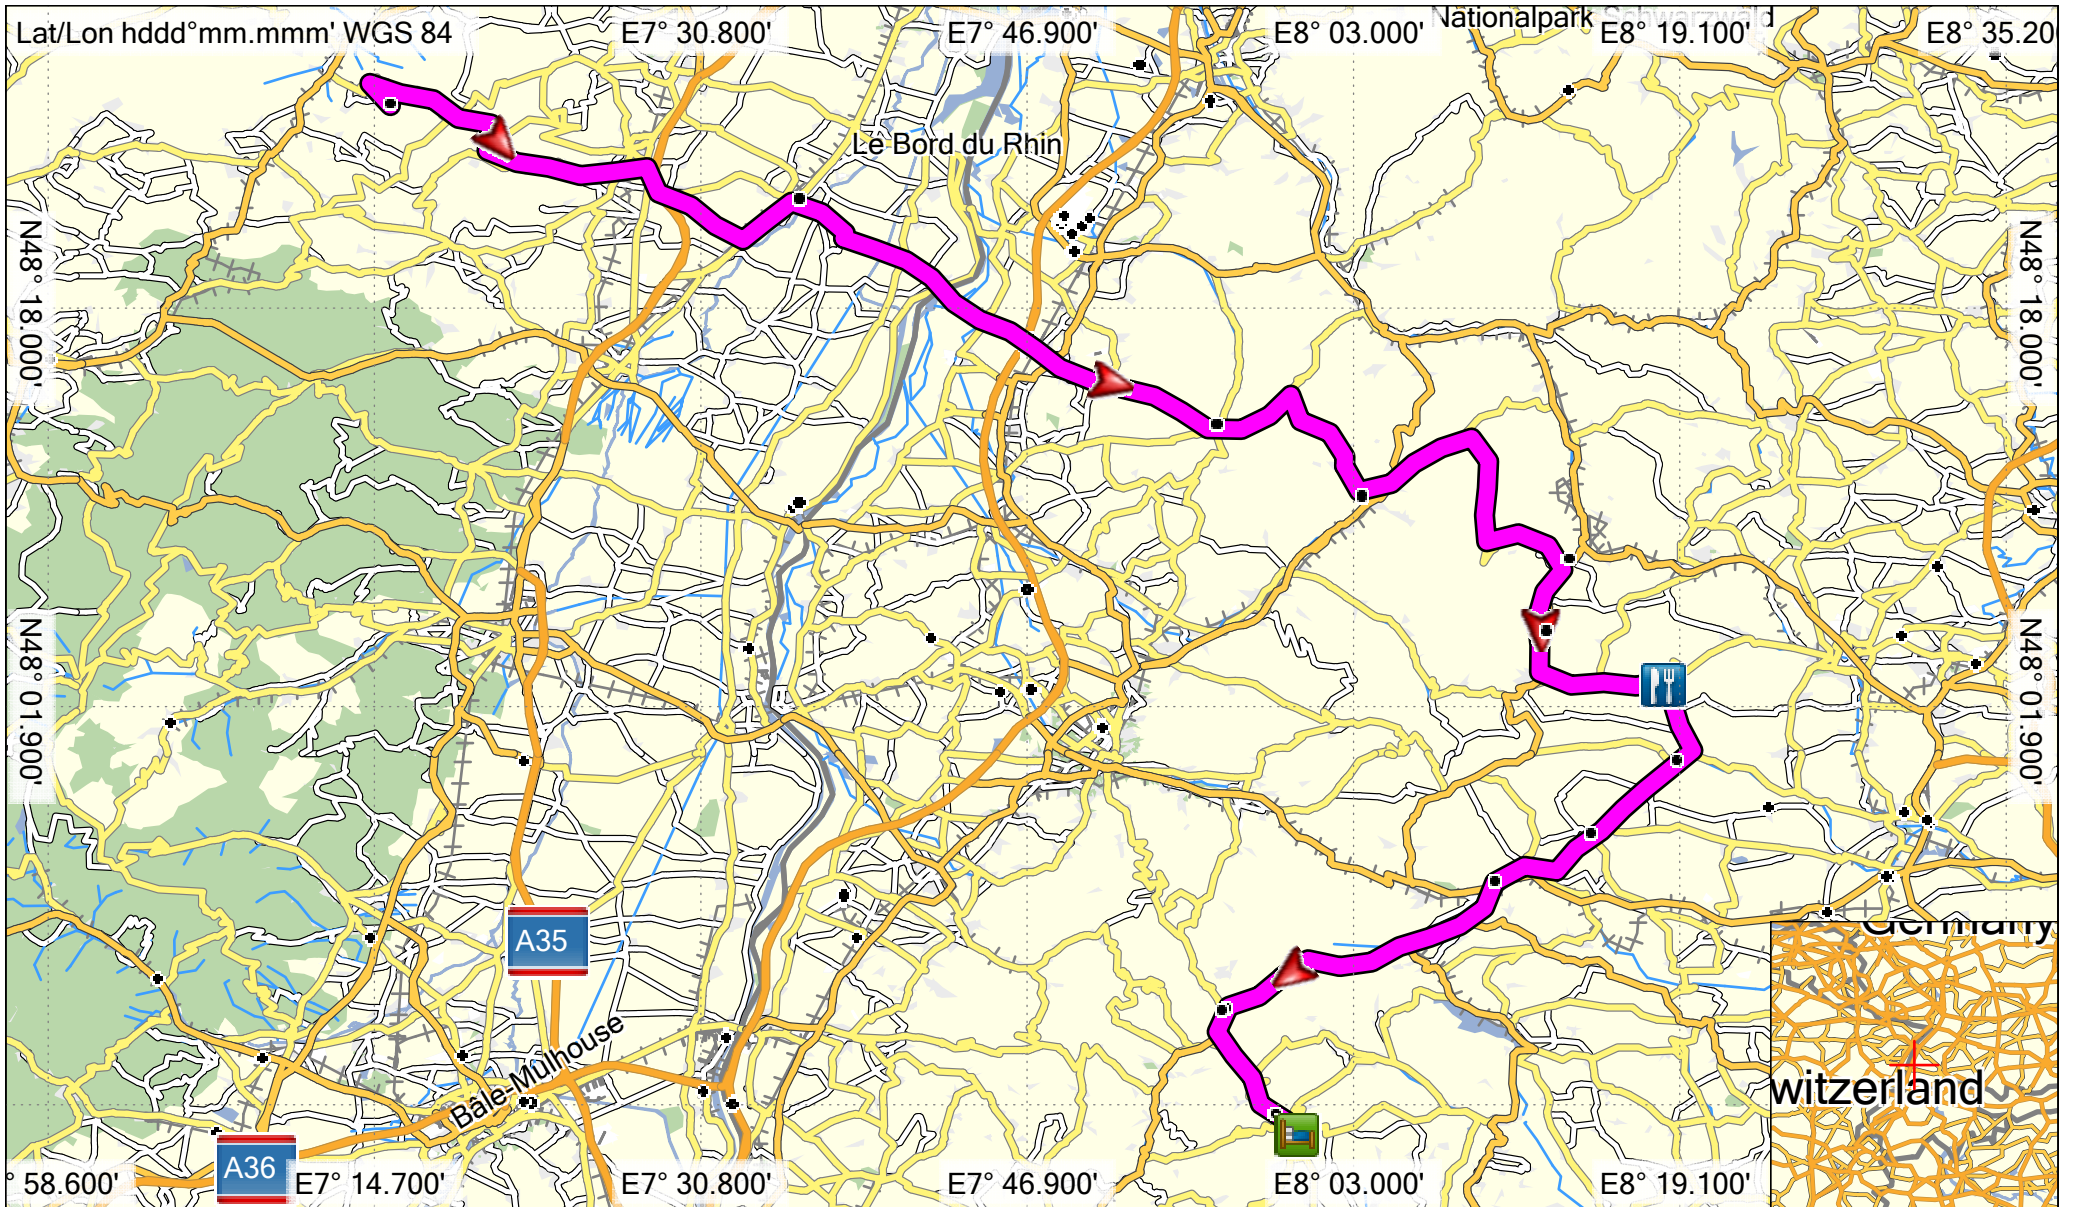 Nationalpark Schwarzwald
Lat/Lon hddd°mm.mmm' WGS 84
E7° 30.800'
E7° 46.900'
E8° 03.000'
E8° 19.100'
E8° 35.20
Le Bord du Rhin
N48° 18.000'
N48° 18.000'
N48° 01.900'
N48° 01.900'
A35
Germany
Bâle-Mulhouse
witzerland
A36
° 58.600'
E7° 14.700'
E7° 30.800'
E7° 46.900'
E8° 03.000'
E8° 19.100'